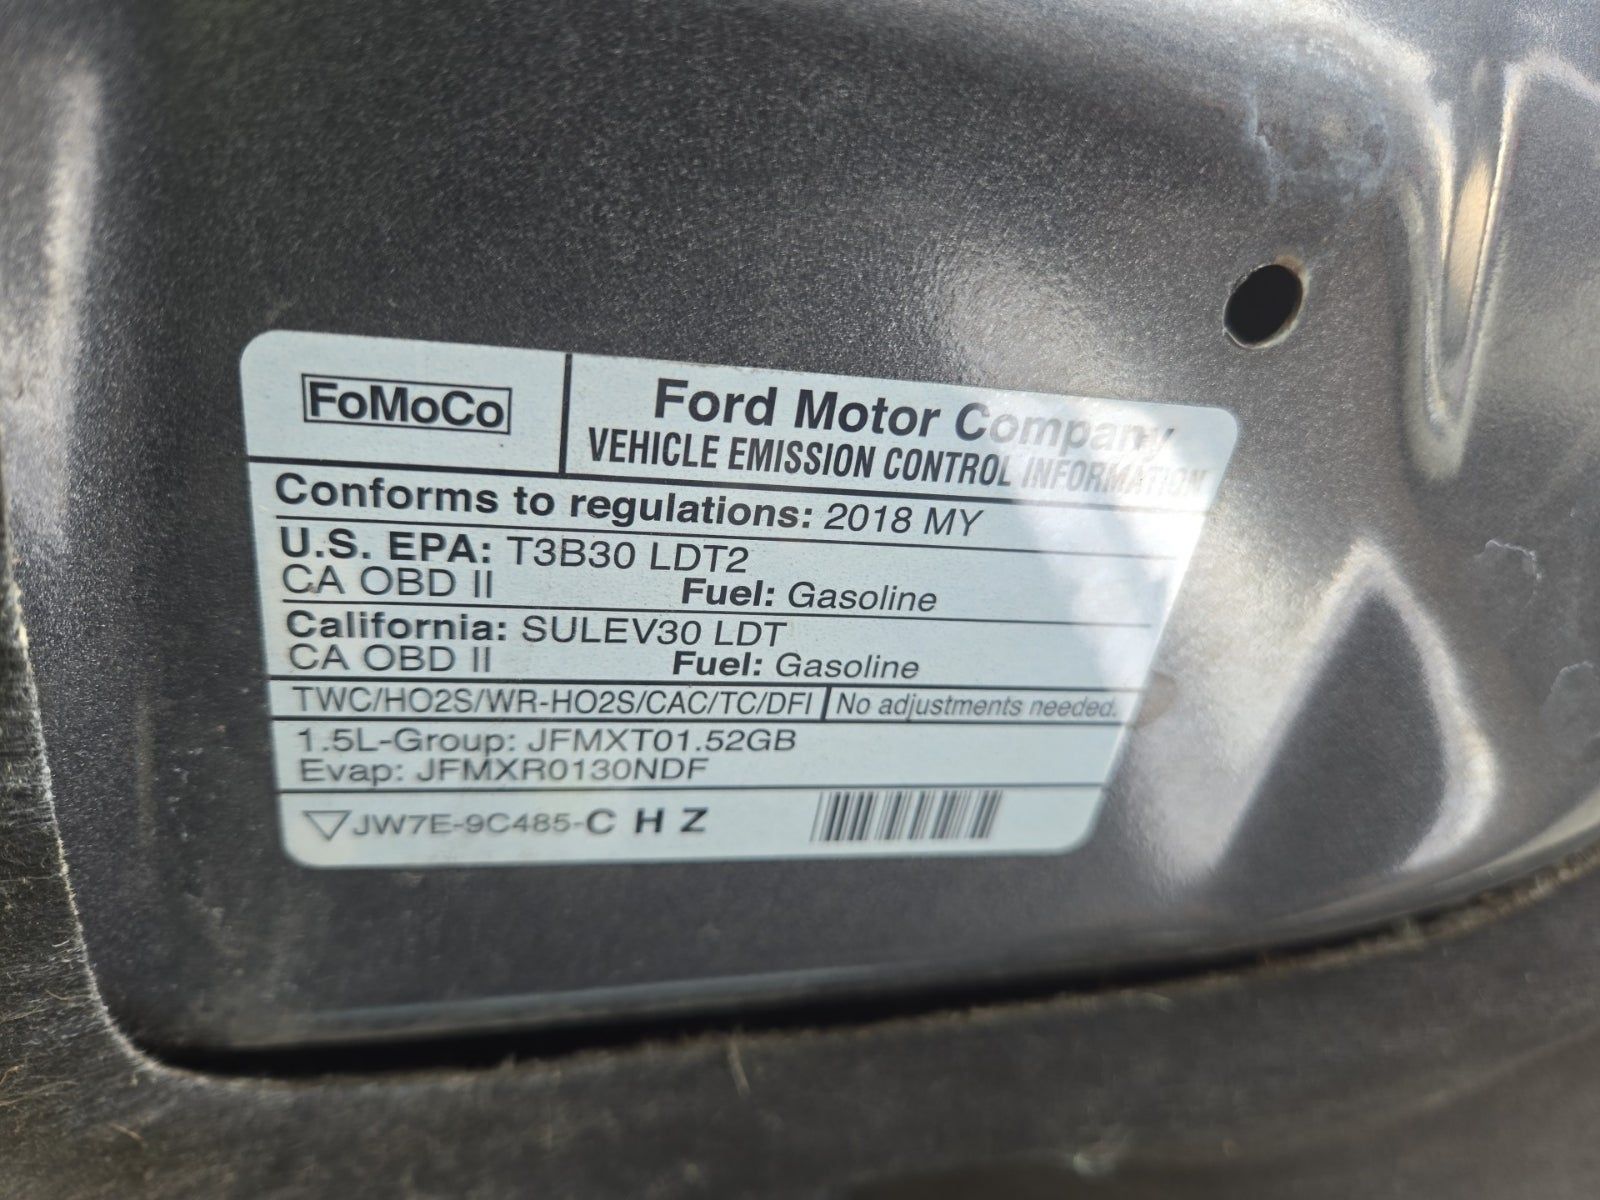 FoMoCo
Ford Motor Company
VEHICLE EMISSION CONTROL INFORMATION
Conforms to regulations: 2018 MY
U.S. EPA: T3B30 LDT2
CA OBD II Fuel: Gasoline
California: SULEV30 LDT
CA OBD II Fuel: Gasoline
TWC/HO2S/WR-HO2S/CAC/TC/DFI No adjustments needed.
1.5L-Group: JFMXT01.52GB
Evap: JFMXR0130NDF
JW7E-9C485-C H Z